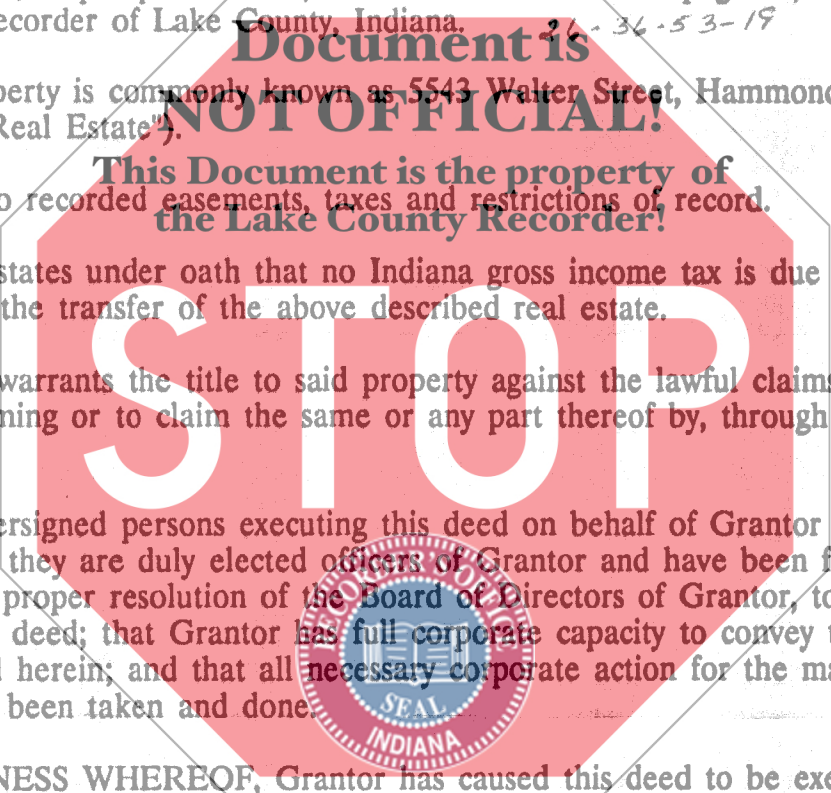 ecorder of Lake County, Indiana. 26-36-53-19
Document is
perty is commonly known as 5543 Walter Street, Hammond
NOT OFFICIAL!
Real Estate").
This Document is the property of
o recorded easements, taxes and restrictions of record.
the Lake County Recorder!
states under oath that no Indiana gross income tax is due
the transfer of the above described real estate.
STOP
warrants the title to said property against the lawful claims
ming or to claim the same or any part thereof by, through
ersigned persons executing this deed on behalf of Grantor
they are duly elected officers of Grantor and have been f
proper resolution of the Board of Directors of Grantor, to
deed; that Grantor has full corporate capacity to convey t
herein; and that all necessary corporate action for the ma
been taken and done.
RECORDER'S OFFICE
SEAL
INDIANA
NESS WHEREOF, Grantor has caused this deed to be exe